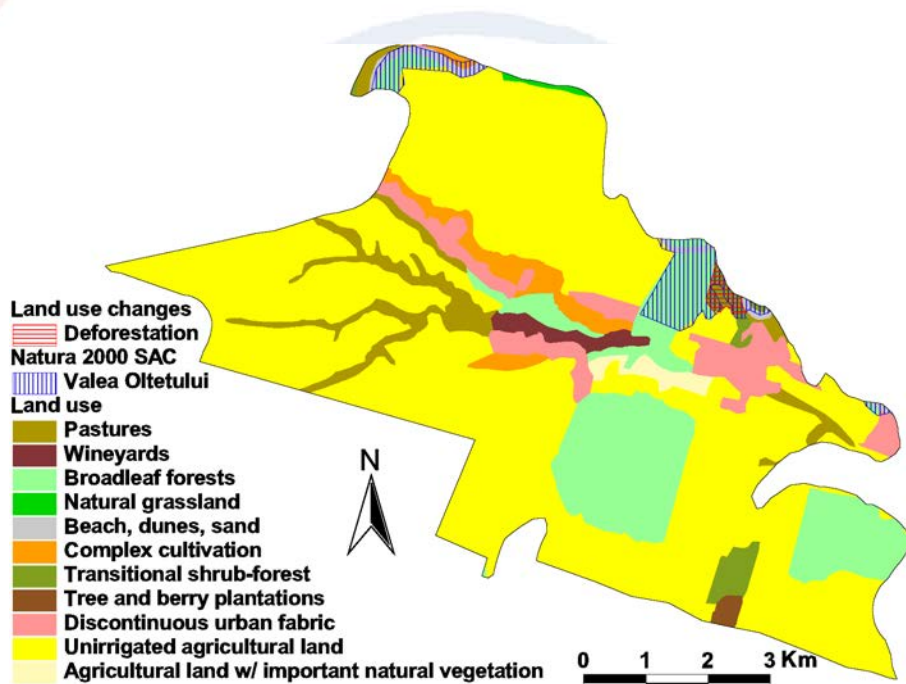 N
Land use changes
Deforestation
Natura 2000 SAC
Valea Oltetului
Land use
Pastures
Wineyards
Broadleaf forests
Natural grassland
Beach, dunes, sand
Complex cultivation
Transitional shrub-forest
Tree and berry plantations
Discontinuous urban fabric
Unirrigated agricultural land
Agricultural land w/ important natural vegetation
0 1 2 3 Km